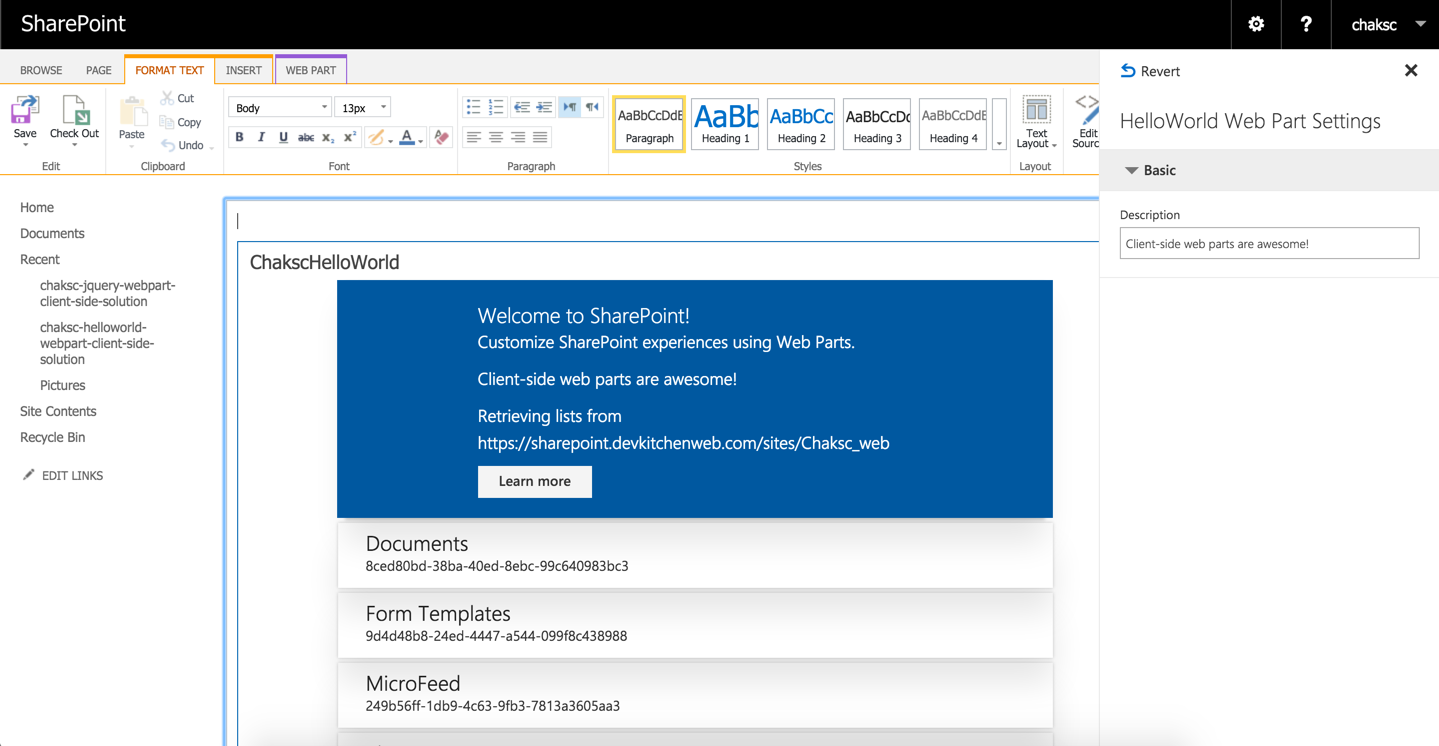 SharePoint
?
chaksc
BROWSE
PAGE
FORMAT TEXT
INSERT
WEB PART
Save
Check Out
Edit
Paste
Cut
Copy
Undo
Clipboard
Body
13px
B I U abc x₂ x²
A
Font
Paragraph
AaBbCcDdE
Paragraph
AaBb
Heading 1
AaBbCc
Heading 2
AaBbCcDc
Heading 3
AaBbCcDdE
Heading 4
Styles
Text
Layout
Layout
<>
Edit
Sourc
Home
Documents
Recent
chaksc-jquery-webpart-
client-side-solution
chaksc-helloworld-
webpart-client-side-
solution
Pictures
Site Contents
Recycle Bin
EDIT LINKS
ChakscHelloWorld
Welcome to SharePoint!
Customize SharePoint experiences using Web Parts.
Client-side web parts are awesome!
Retrieving lists from
https://sharepoint.devkitchenweb.com/sites/Chaksc_web
Learn more
Documents
8ced80bd-38ba-40ed-8ebc-99c640983bc3
Form Templates
9d4d48b8-24ed-4447-a544-099f8c438988
MicroFeed
249b56ff-1db9-4c63-9fb3-7813a3605aa3
Revert
HelloWorld Web Part Settings
Basic
Description
Client-side web parts are awesome!